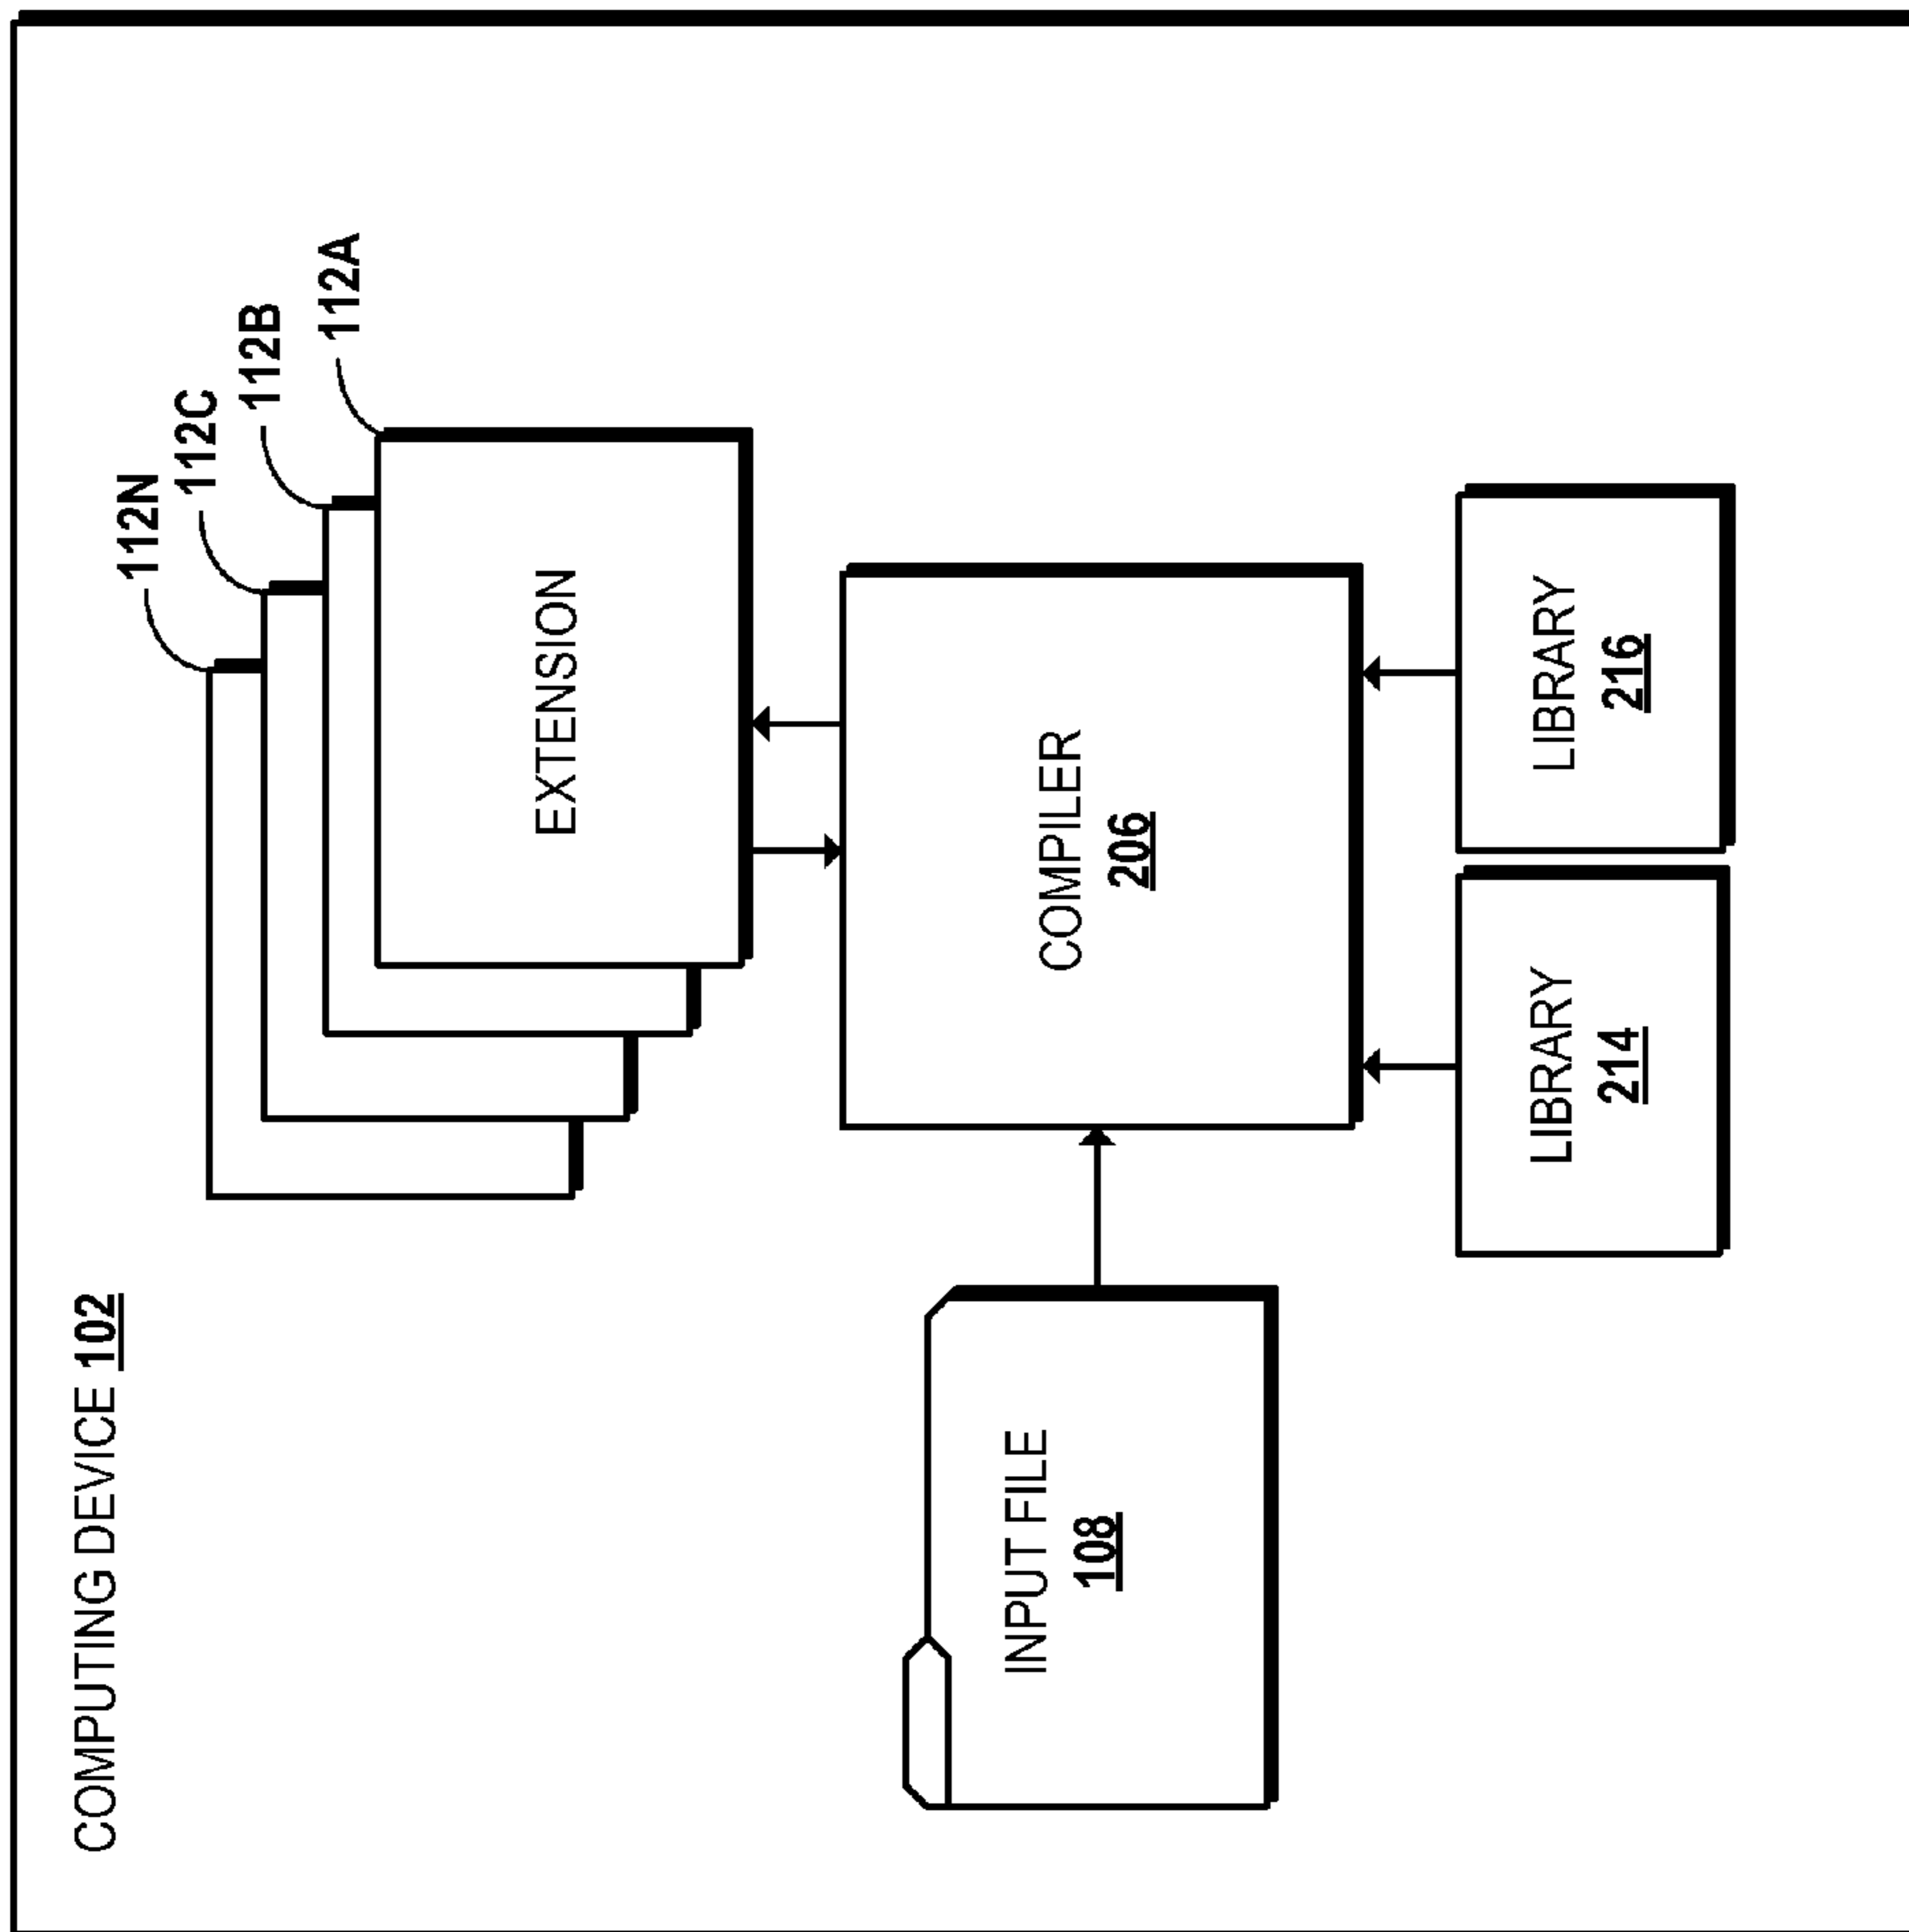 COMPUTING DEVICE 102
112N
112C
112B
112A
EXTENSION
INPUT FILE
108
COMPILER
206
LIBRARY
214
LIBRARY
216